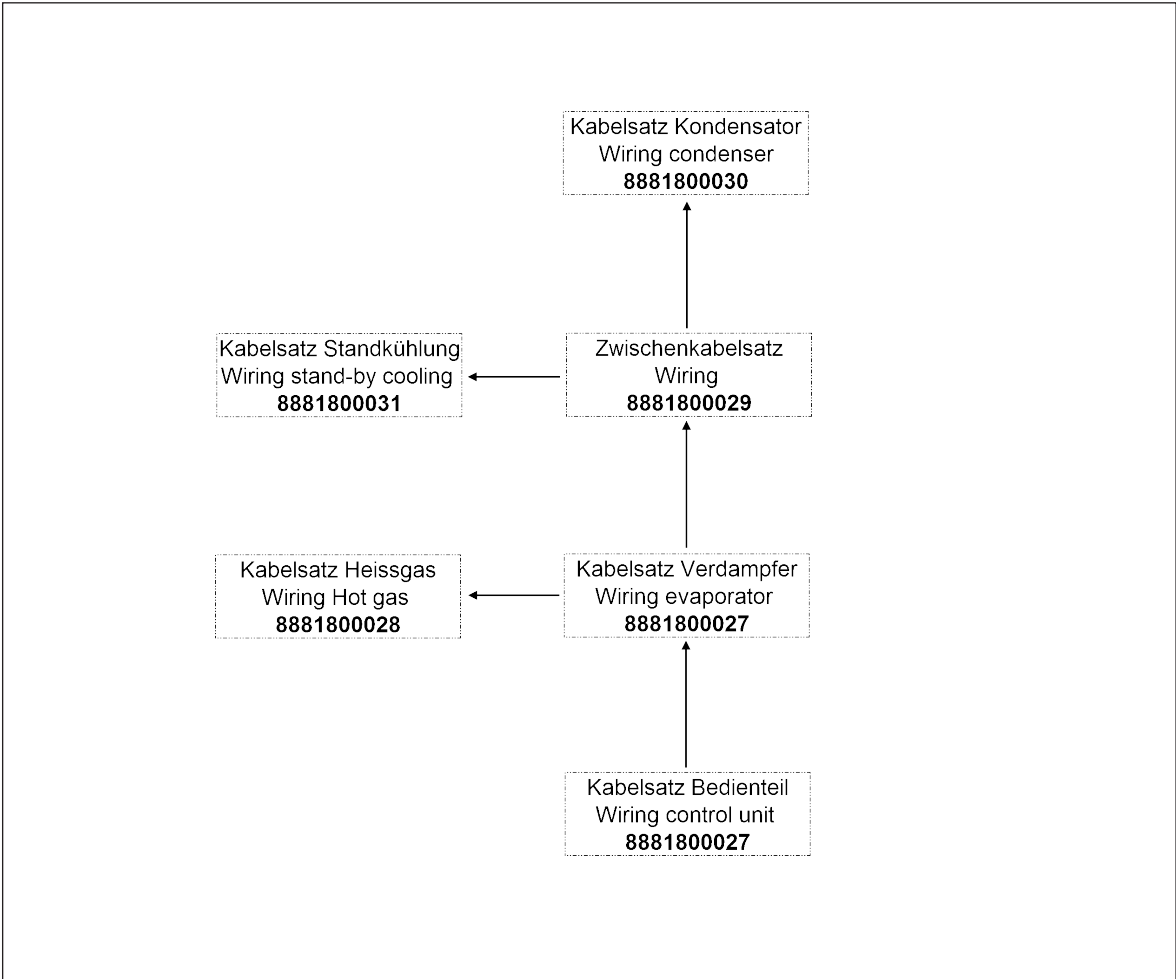 Kabelsatz Kondensator
Wiring condenser
8881800030
Kabelsatz Standkühlung
Wiring stand-by cooling
8881800031
Zwischenkabelsatz
Wiring
8881800029
Kabelsatz Heissgas
Wiring Hot gas
8881800028
Kabelsatz Verdampfer
Wiring evaporator
8881800027
Kabelsatz Bedienteil
Wiring control unit
8881800027